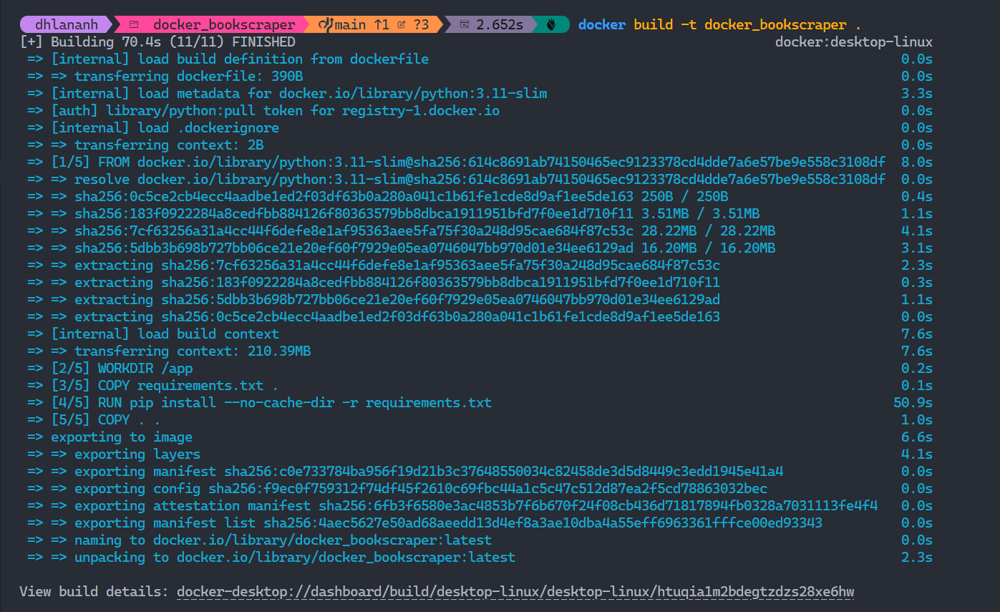 dhlananh docker_bookscraper main ↑1 ?3 2.652s docker build -t docker_bookscraper .
[+] Building 70.4s (11/11) FINISHED docker:desktop-linux
=> [internal] load build definition from dockerfile 0.0s
=> => transferring dockerfile: 390B 0.0s
=> [internal] load metadata for docker.io/library/python:3.11-slim 3.3s
=> [auth] library/python:pull token for registry-1.docker.io 0.0s
=> [internal] load .dockerignore 0.0s
=> => transferring context: 2B 0.0s
=> [1/5] FROM docker.io/library/python:3.11-slim@sha256:614c8691ab74150465ec9123378cd4dde7a6e57be9e558c3108df 8.0s
=> => resolve docker.io/library/python:3.11-slim@sha256:614c8691ab74150465ec9123378cd4dde7a6e57be9e558c3108df 0.0s
=> => sha256:0c5ce2cb4ecc4aadbe1ed2f03df63b0a280a041c1b61fe1cde8d9af1ee5de163 250B / 250B 0.4s
=> => sha256:183f0922284a8cedfbb884126f80363579bb8dbca1911951bfd7f0ee1d710f11 3.51MB / 3.51MB 1.1s
=> => sha256:7cf63256a31a4cc44f6defe8e1af95363aee5fa75f30a248d95cae684f87c53c 28.22MB / 28.22MB 4.1s
=> => sha256:5dbb3b698b727bb06ce21e20ef60f7929e05ea0746047bb970d01e34ee6129ad 16.20MB / 16.20MB 3.1s
=> => extracting sha256:7cf63256a31a4cc44f6defe8e1af95363aee5fa75f30a248d95cae684f87c53c 2.3s
=> => extracting sha256:183f0922284a8cedfbb884126f80363579bb8dbca1911951bfd7f0ee1d710f11 0.3s
=> => extracting sha256:5dbb3b698b727bb06ce21e20ef60f7929e05ea0746047bb970d01e34ee6129ad 1.1s
=> => extracting sha256:0c5ce2cb4ecc4aadbe1ed2f03df63b0a280a041c1b61fe1cde8d9af1ee5de163 0.0s
=> [internal] load build context 7.6s
=> => transferring context: 210.39MB 7.6s
=> [2/5] WORKDIR /app 0.2s
=> [3/5] COPY requirements.txt . 0.1s
=> [4/5] RUN pip install --no-cache-dir -r requirements.txt 50.9s
=> [5/5] COPY . . 1.0s
=> exporting to image 6.6s
=> => exporting layers 4.1s
=> => exporting manifest sha256:c0e733784ba956f19d21b3c37648550034c82458de3d5d8449c3edd1945e41a4 0.0s
=> => exporting config sha256:f9ec0f759312f74df45f2610c69fbc44a1c5c47c512d87ea2f5cd78863032bec 0.0s
=> => exporting attestation manifest sha256:6fb3f6580e3ac4853b7f6b670f24f08cb436d71817894fb0328a7031113fe4f4 0.0s
=> => exporting manifest list sha256:4aec5627e50ad68aeedd13d4ef8a3ae10dba4a55eff6963361fffce00ed93343 0.0s
=> => naming to docker.io/library/docker_bookscraper:latest 0.0s
=> => unpacking to docker.io/library/docker_bookscraper:latest 2.3s
View build details: docker-desktop://dashboard/build/desktop-linux/desktop-linux/htuqia1m2bdegtzdzs28xe6hw